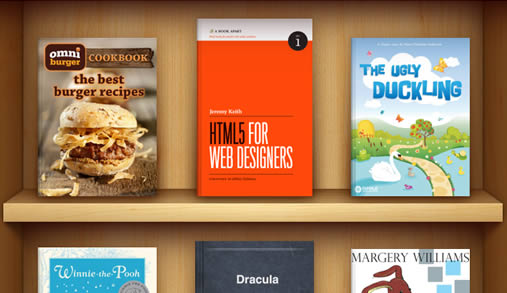 omni
burger
COOKBOOK
the best
burger recipes
A BOOK APART
1
Jeremy Keith
HTML5 FOR
WEB DESIGNERS
THE UGLY
DUCKLING
Winnie-the-Pooh
Dracula
MARGERY WILLIAMS